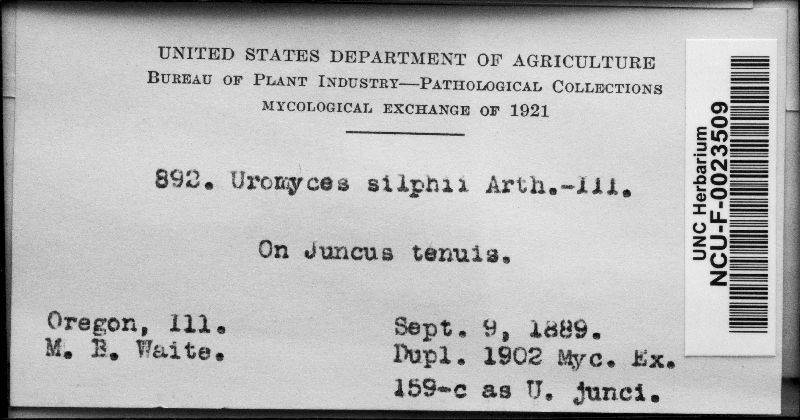 UNITED STATES DEPARTMENT OF AGRICULTURE
BUREAU OF PLANT INDUSTRY—PATHOLOGICAL COLLECTIONS
MYCOLOGICAL EXCHANGE OF 1921
892. Uromyces silphii Arth.-III.
On Juncus tenuis.
Oregon, Ill.
M. B. Waite.
Sept. 9, 1889.
Dupl. 1902 Myc. Ex.
159-c as U. junci.
UNC Herbarium
NCU-F-0023509